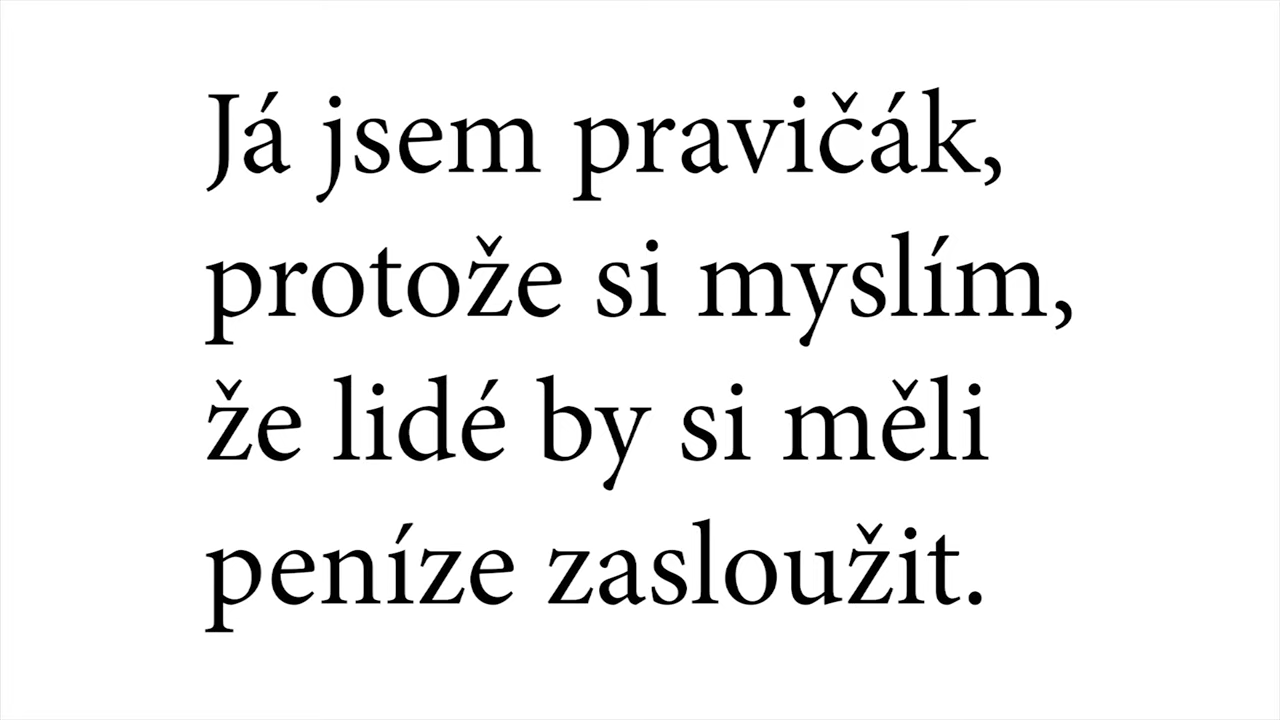 Já jsem pravičák,
protože si myslím,
že lidé by si měli
peníze zasloužit.